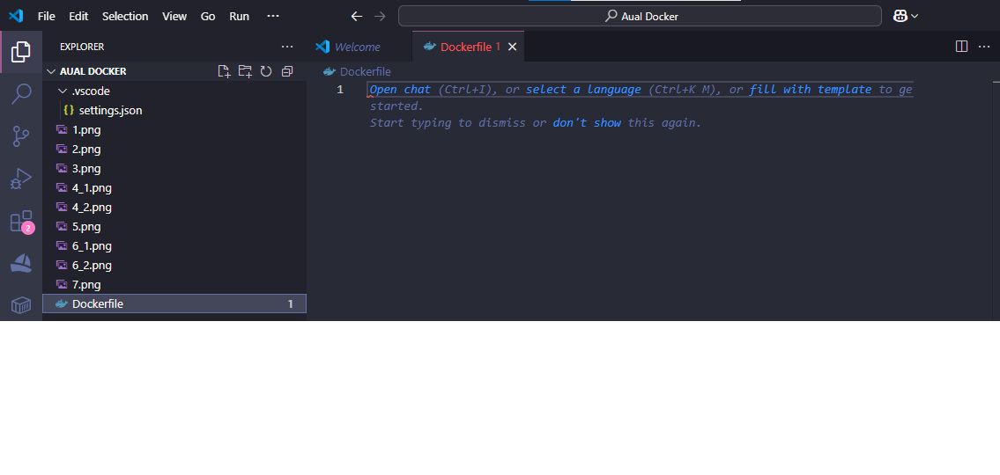 File Edit Selection View Go Run ··· Aual Docker
EXPLORER ··· Welcome Dockerfile 1 ···
AUAL DOCKER
Dockerfile
.vscode
{} settings.json
1.png
2.png
3.png
4_1.png
4_2.png
5.png
6_1.png
6_2.png
7.png
Dockerfile 1
2
1 Open chat (Ctrl+I), or select a language (Ctrl+K M), or fill with template to ge
started.
Start typing to dismiss or don't show this again.